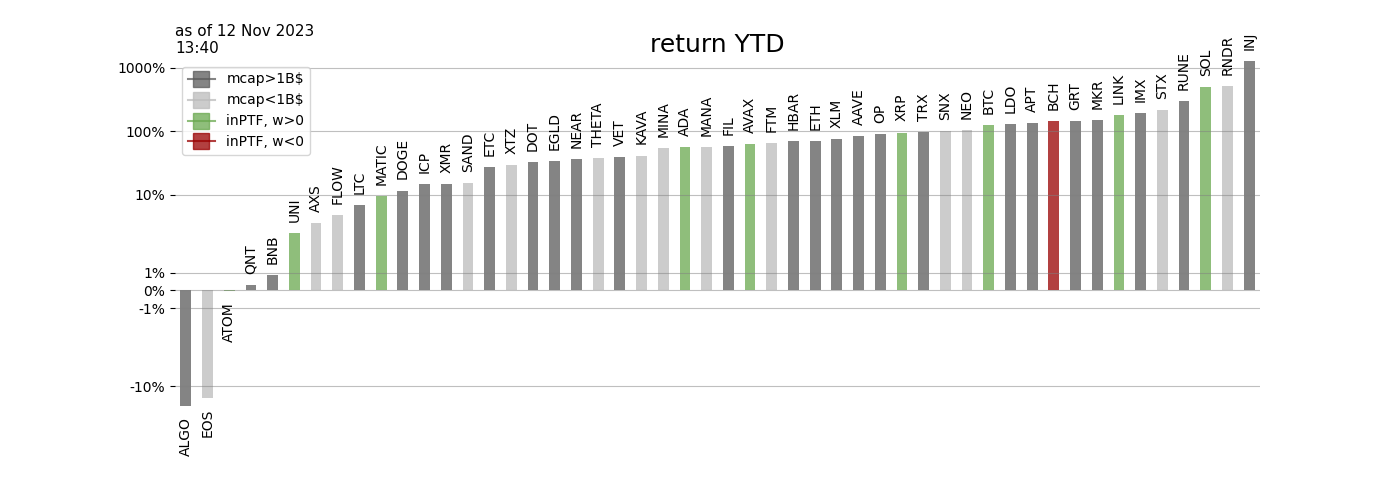 as of 12 Nov 2023
13:40
return YTD
1000%
100%
10%
1%
0%
-1%
-10%
mcap>1B$
mcap<1B$
inPTF, w>0
inPTF, w<0
ALGO
EOS
ATOM
QNT
BNB
UNI
AXS
FLOW
LTC
MATIC
DOGE
ICP
XMR
SAND
ETC
XTZ
DOT
EGLD
NEAR
THETA
VET
KAVA
MINA
ADA
MANA
FIL
AVAX
FTM
HBAR
ETH
XLM
AAVE
OP
XRP
TRX
SNX
NEO
BTC
LDO
APT
BCH
GRT
MKR
LINK
IMX
STX
RUNE
SOL
RNDR
INJ